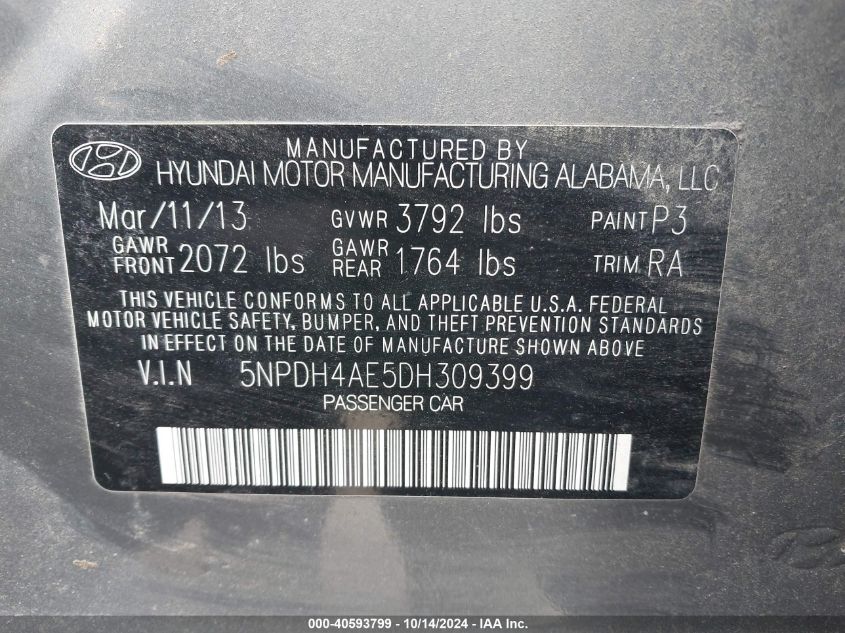 MANUFACTURED BY
HYUNDAI MOTOR MANUFACTURING ALABAMA, LLC
Mar/11/13 GVWR 3792 lbs PAINT P3
GAWR FRONT 2072 lbs GAWR REAR 1764 lbs TRIM RA
THIS VEHICLE CONFORMS TO ALL APPLICABLE U.S.A. FEDERAL
MOTOR VEHICLE SAFETY, BUMPER, AND THEFT PREVENTION STANDARDS
IN EFFECT ON THE DATE OF MANUFACTURE SHOWN ABOVE
V.I.N 5NPDH4AE5DH309399
PASSENGER CAR
000-40593799 - 10/14/2024 - IAA Inc.